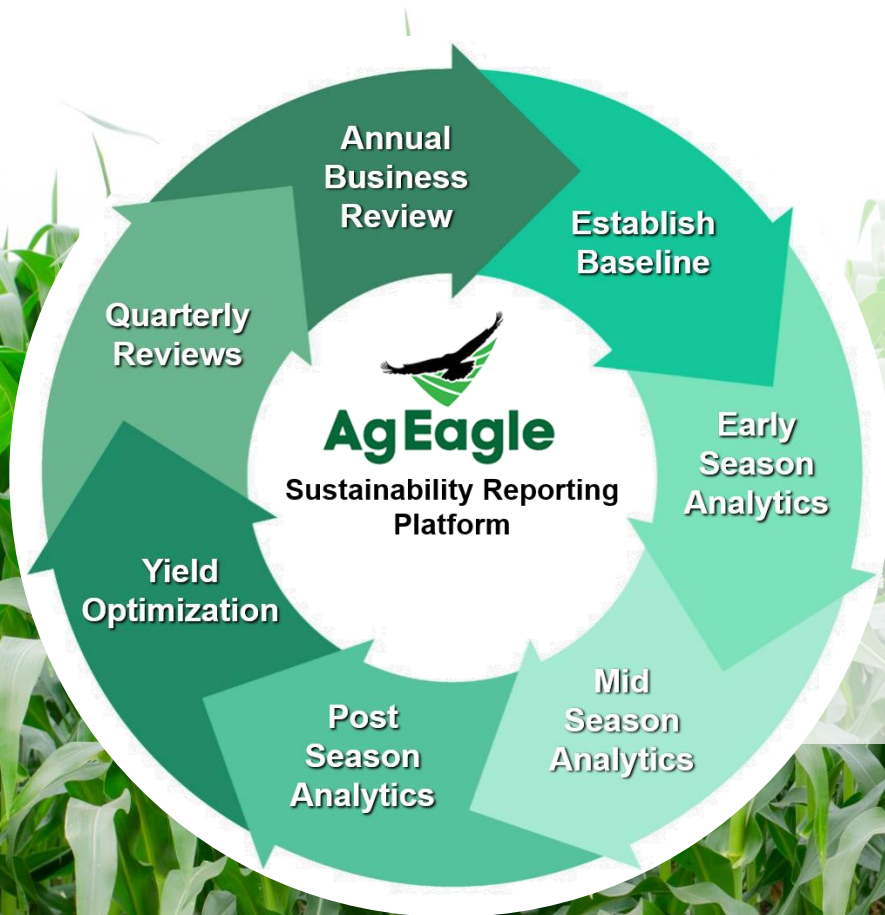 Annual
Business
Review
Establish
Baseline
Early
Season
Analytics
Mid
Season
Analytics
Post
Season
Analytics
Yield
Optimization
Quarterly
Reviews
AgEagle
Sustainability Reporting
Platform